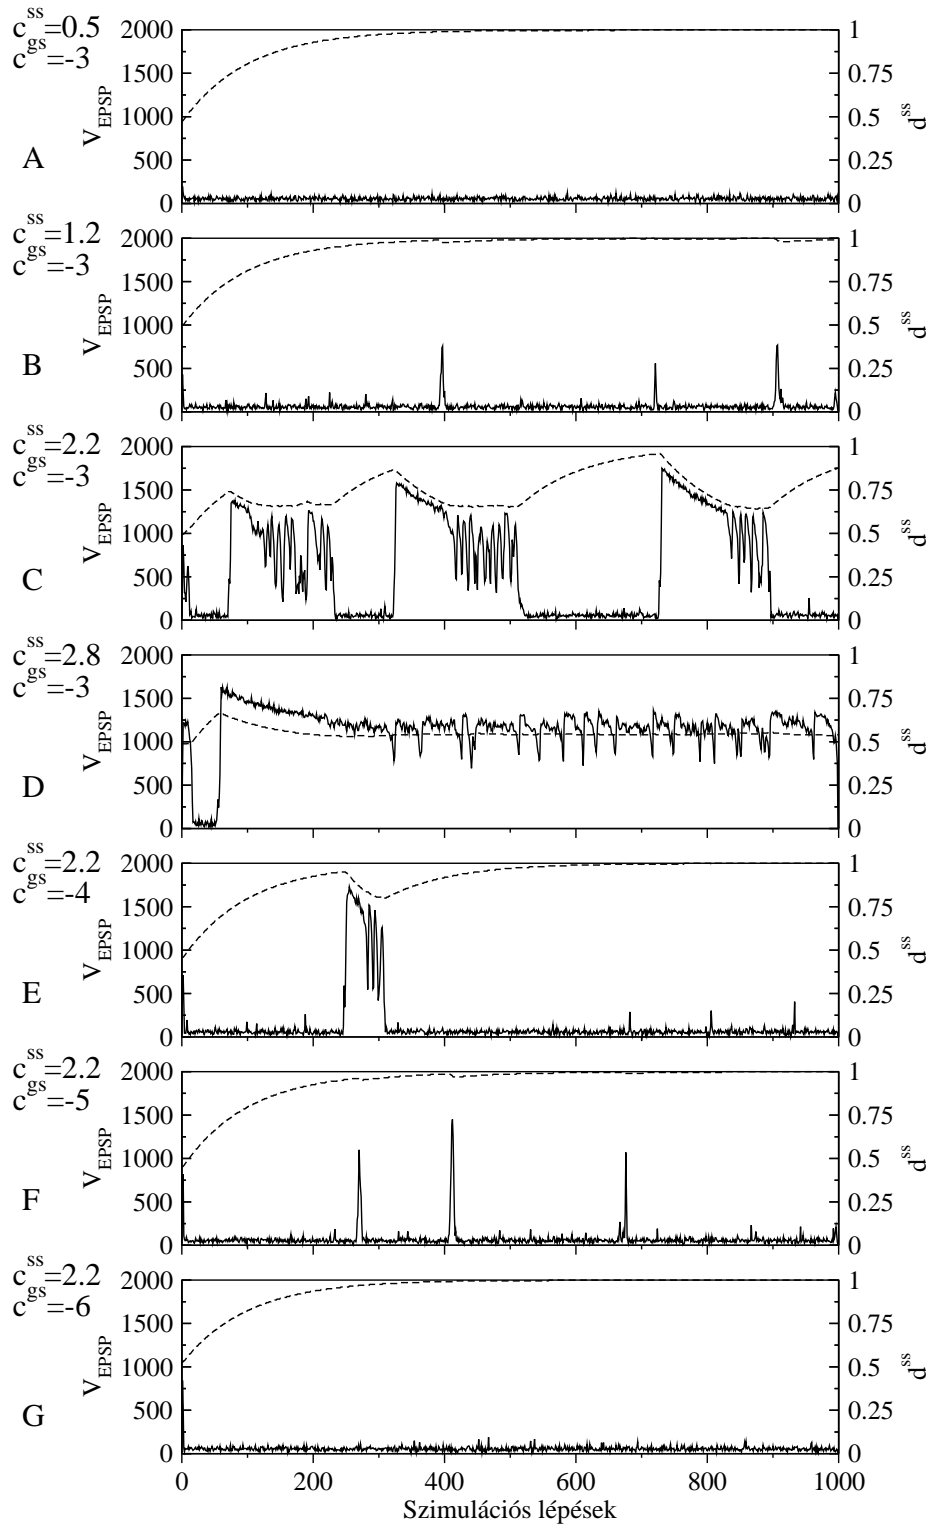 c^ss=0.5
c^gs=-3
A
V_EPSP
2000
1500
1000
500
0
1
0.75
0.5
0.25
0
p^ss
c^ss=1.2
c^gs=-3
B
V_EPSP
2000
1500
1000
500
0
1
0.75
0.5
0.25
0
p^ss
c^ss=2.2
c^gs=-3
C
V_EPSP
2000
1500
1000
500
0
1
0.75
0.5
0.25
0
p^ss
c^ss=2.8
c^gs=-3
D
V_EPSP
2000
1500
1000
500
0
1
0.75
0.5
0.25
0
p^ss
c^ss=2.2
c^gs=-4
E
V_EPSP
2000
1500
1000
500
0
1
0.75
0.5
0.25
0
p^ss
c^ss=2.2
c^gs=-5
F
V_EPSP
2000
1500
1000
500
0
1
0.75
0.5
0.25
0
p^ss
c^ss=2.2
c^gs=-6
G
V_EPSP
2000
1500
1000
500
0
1
0.75
0.5
0.25
0
p^ss
0 200 400 600 800 1000
Szimulációs lépések